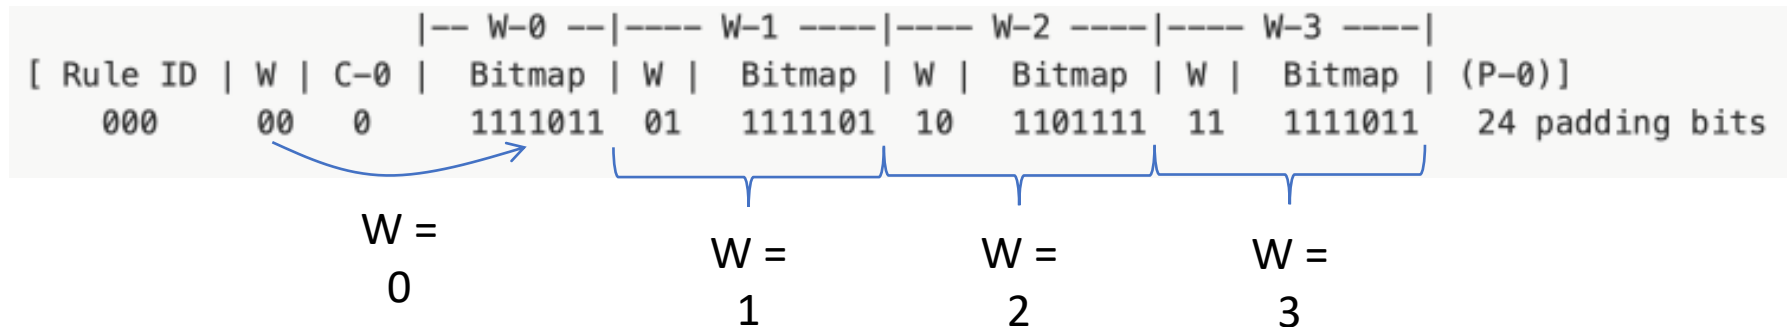 |-- W-0 --|---- W-1 ----|---- W-2 ----|---- W-3 ----|
[ Rule ID | W | C-0 | Bitmap | W | Bitmap | W | Bitmap | W | Bitmap | (P-0)]
000 00 0 1111011 01 1111101 10 1101111 11 1111011 24 padding bits
W =
0
W =
1
W =
2
W =
3